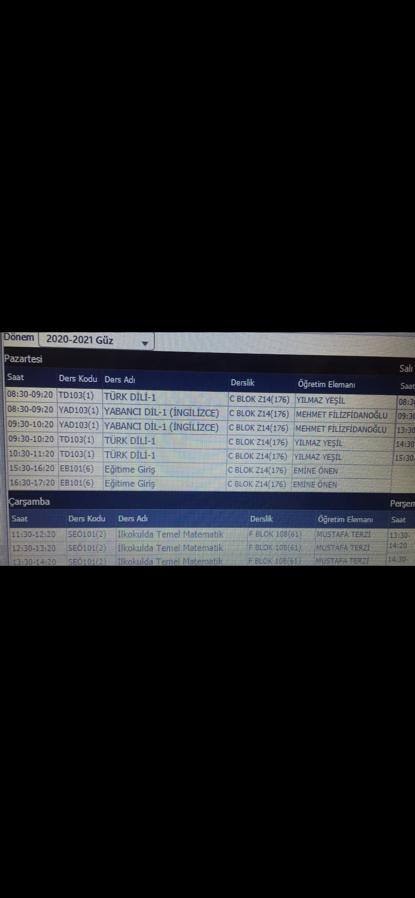 Dönem 2020-2021 Güz
Pazartesi Salı
Saat Ders Kodu Ders Adı Derslik Öğretim Elemanı Saat
08:30-09:20 TD103(1) TÜRK DİLİ-1 C BLOK Z14(176) YILMAZ YEŞİL 08:3
08:30-09:20 YAD103(1) YABANCI DİL-1 (İNGİLİZCE) C BLOK Z14(176) MEHMET FİLİZFİDANOĞLU 09:30
09:30-10:20 YAD103(1) YABANCI DİL-1 (İNGİLİZCE) C BLOK Z14(176) MEHMET FİLİZFİDANOĞLU 13:30
09:30-10:20 TD103(1) TÜRK DİLİ-1 C BLOK Z14(176) YILMAZ YEŞİL 14:30
10:30-11:20 TD103(1) TÜRK DİLİ-1 C BLOK Z14(176) YILMAZ YEŞİL 15:30
15:30-16:20 EB101(6) Eğitime Giriş C BLOK Z14(176) EMİNE ÖNEN
16:30-17:20 EB101(6) Eğitime Giriş C BLOK Z14(176) EMİNE ÖNEN
Çarşamba Perşem
Saat Ders Kodu Ders Adı Derslik Öğretim Elemanı Saat
11:30-12:20 SEÖ101(2) İlkokulda Temel Matematik F BLOK 108(61) MUSTAFA TERZİ 13:30-
12:30-13:20 SEÖ101(2) İlkokulda Temel Matematik F BLOK 108(61) MUSTAFA TERZİ 14:20
13:30-14:20 SEÖ101(2) İlkokulda Temel Matematik F BLOK 108(61) MUSTAFA TERZİ 14:30-